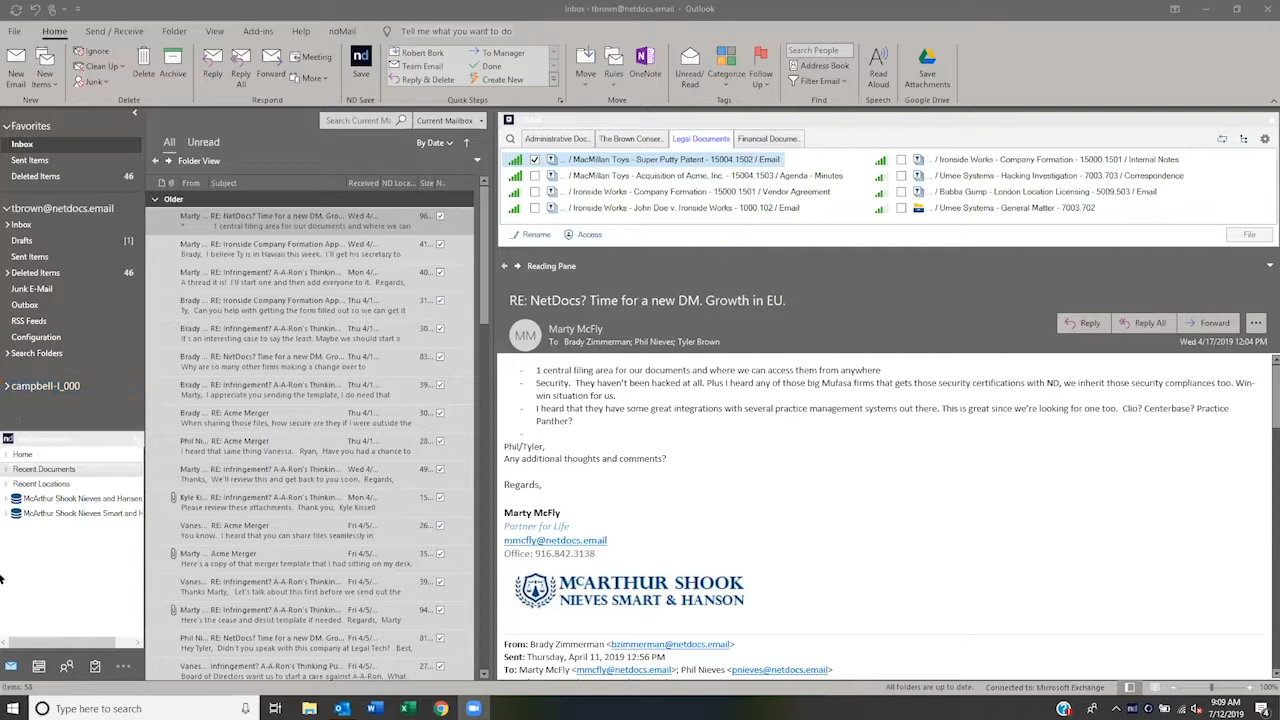 Inbox - tbrown@netdocs.email - Outlook
File Home Send / Receive Folder View Add-ins Help ndMail Tell me what you want to do
New Email
New Items
New
Ignore
Clean Up
Junk
Delete
Archive
Delete
Reply
Reply All
Forward
Meeting
More
Respond
nd
Save
ND Save
Robert Bork
Team Email
Reply & Delete
To Manager
Done
Create New
Quick Steps
Move
Rules
OneNote
Move
Unread/ Read
Categorize
Follow Up
Tags
Search People
Address Book
Filter Email
Find
Read Aloud
Speech
Save Attachments
Google Drive
Favorites
Inbox
Sent Items
Deleted Items 46
tbrown@netdocs.email
Inbox
Drafts [1]
Sent Items
Deleted Items 46
Junk E-Mail
Outbox
RSS Feeds
Configuration
Search Folders
campbell-l_000
nd
Home
Recent Documents
Recent Locations
McArthur Shook Nieves and Hansen
McArthur Shook Nieves Smart and H
Search Current Ma Current Mailbox
All Unread By Date
Folder View
From Subject Received ND Loca... Size N..
Older
Marty ... RE: NetDocs? Time for a new DM. Gro... Wed 4/... 96...
* 1 central filing area for our documents and where we can
Marty ... RE: Ironside Company Formation App... Wed 4/... 41...
Brady, I believe Ty is in Hawaii this week. I'll get his secretary to
Marty ... RE: Infringement? A-A-Ron's Thinkin... Mon 4/... 40...
A thread it is! I'll start one and then add everyone to it. Regards,
Brady ... RE: Ironside Company Formation App... Thu 4/1... 31...
Ty, Can you help with getting the form filled out so we can get it
Brady ... RE: Infringement? A-A-Ron's Thinkin... Thu 4/1... 30...
It's an interesting case to say the least. Maybe we should start a
Brady ... RE: NetDocs? Time for a new DM. Gro... Thu 4/1... 83...
Why are so many other firms making a change over to
Brady ... RE: Infringement? A-A-Ron's Thinkin... Thu 4/1... 39...
Marty, I appreciate you sending the template, I do need that
Brady ... RE: Acme Merger Thu 4/1... 30...
When sharing those files, how secure are they if I were outside the
Phil Ni... RE: Acme Merger Thu 4/1... 28...
I heard that same thing Vanessa. Ryan, Have you had a chance to
Marty ... RE: Infringement? A-A-Ron's Thinkin... Wed 4/... 49...
Thanks, We'll review this and get back to you soon. Regards,
Kyle Ki... RE: Infringement? A-A-Ron's Thinkin... Mon 4/... 15...
Please review these attachments. Thank you, Kyle Kissell
Vanes... RE: Acme Merger Fri 4/5/... 26...
You know. I heard that you can share files seamlessly in
Marty ... Acme Merger Fri 4/5/... 35...
Here's a copy of that merger template that I had sitting on my desk.
Vanes... RE: Infringement? A-A-Ron's Thinkin... Fri 4/5/... 39...
Thanks Marty, Let's talk about this first before we send out the
Marty ... RE: Infringement? A-A-Ron's Thinkin... Fri 4/5/... 94...
Here's the cease and desist template if needed. Regards, Marty
Phil Ni... RE: NetDocs? Time for a new DM. Gro... Fri 4/5/... 81...
Hey Tyler, Didn't you speak with this company at Legal Tech? Best,
Vanes... Infringement? A-A-Ron's Thinking Pu... Fri 4/5/... 27...
Board of Directors want us to start a case against A-A-Ron. What
Administrative Doc... The Brown Conser... Legal Documents Financial Docume...
... / MacMillan Toys - Super Putty Patent - 15004.1502 / Email
... / MacMillan Toys - Acquisition of Acme, Inc. - 15004.1503 / Agenda - Minutes
... / Ironside Works - Company Formation - 15000.1501 / Vendor Agreement
... / Ironside Works - John Doe v. Ironside Works - 1000.102 / Email
... / Ironside Works - Company Formation - 15000.1501 / Internal Notes
... / Umee Systems - Hacking Investigation - 7003.703 / Correspondence
... / Bubba Gump - London Location Licensing - 5009.503 / Email
... / Umee Systems - General Matter - 7003.702
Rename Access File
Reading Pane
RE: NetDocs? Time for a new DM. Growth in EU.
MM
Marty McFly
To Brady Zimmerman; Phil Nieves; Tyler Brown
Reply Reply All Forward ...
Wed 4/17/2019 12:04 PM
- 1 central filing area for our documents and where we can access them from anywhere
- Security. They haven't been hacked at all. Plus I heard any of those big Mufasa firms that gets those security certifications with ND, we inherit those security compliances too. Win-
win situation for us.
- I heard that they have some great integrations with several practice management systems out there. This is great since we're looking for one too. Clio? Centerbase? Practice
Panther?
-
Phil/Tyler,
Any additional thoughts and comments?
Regards,
Marty McFly
Partner for Life
mmcfly@netdocs.email
Office: 916.842.3138
McARTHUR SHOOK
NIEVES SMART & HANSON
From: Brady Zimmerman <bzimmerman@netdocs.email>
Sent: Thursday, April 11, 2019 12:56 PM
To: Marty McFly <mmcfly@netdocs.email>; Phil Nieves <pnieves@netdocs.email>
Items: 58
All folders are up to date. Connected to: Microsoft Exchange 100%
Type here to search
9:09 AM
7/12/2019